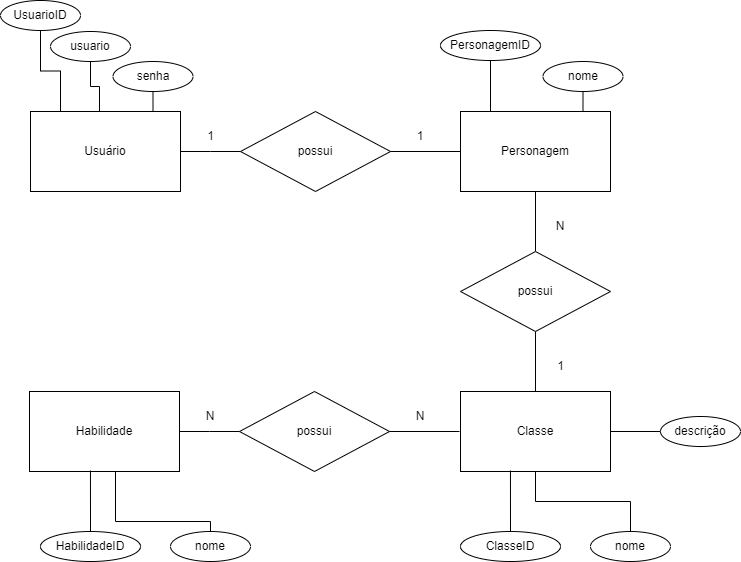 UsuarioID
usuario
senha
PersonagemID
nome
Usuário
1
possui
1
Personagem
N
possui
1
Habilidade
N
possui
N
Classe
descrição
HabilidadeID
nome
ClasseID
nome